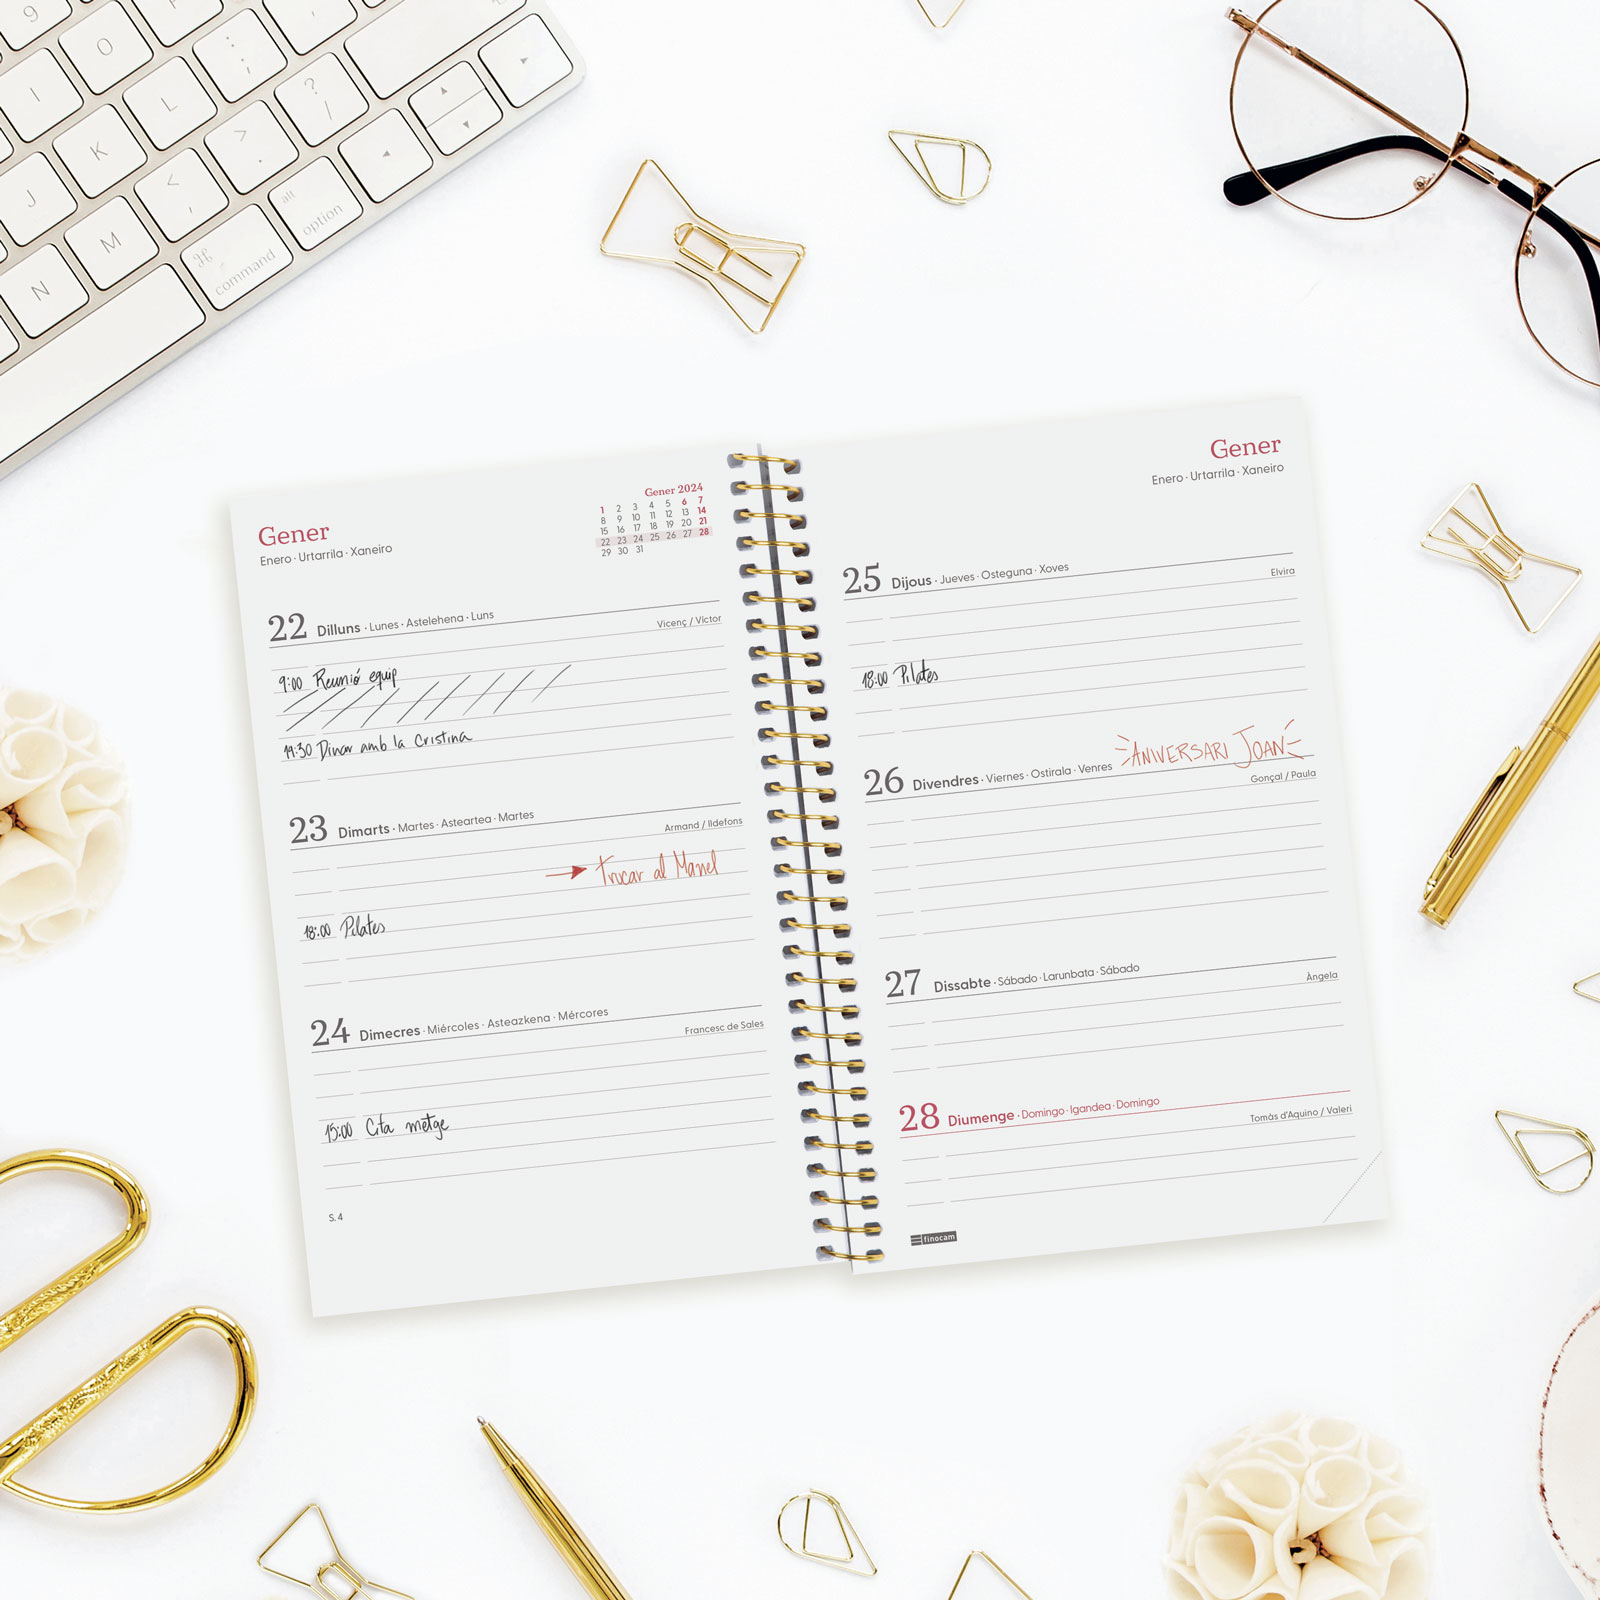 9
O
I
L
:
;
?
/
K
>
.
J
<
,
alt
option
M
⌘
command
N
Gener
Enero · Urtarrila · Xaneiro
Gener 2024
1 2 3 4 5 6 7
8 9 10 11 12 13 14
15 16 17 18 19 20 21
22 23 24 25 26 27 28
29 30 31
22 Dilluns · Lunes · Astelehena · Luns
Vicenç / Víctor
9:00 Reunió equip
14:30 Dinar amb la Cristina
23 Dimarts · Martes · Asteartea · Martes
Armand / Ildefons
Trucar al Manel
18:00 Pilates
24 Dimecres · Miércoles · Asteazkena · Mércores
Francesc de Sales
15:00 Cita metge
S. 4
Gener
Enero · Urtarrila · Xaneiro
25 Dijous · Jueves · Osteguna · Xoves
Elvira
18:00 Pilates
ANIVERSARI JOAN
26 Divendres · Viernes · Ostirala · Venres
Gonçal / Paula
27 Dissabte · Sábado · Larunbata · Sábado
Àngela
28 Diumenge · Domingo · Igandea · Domingo
Tomàs d'Aquino / Valeri
finocam